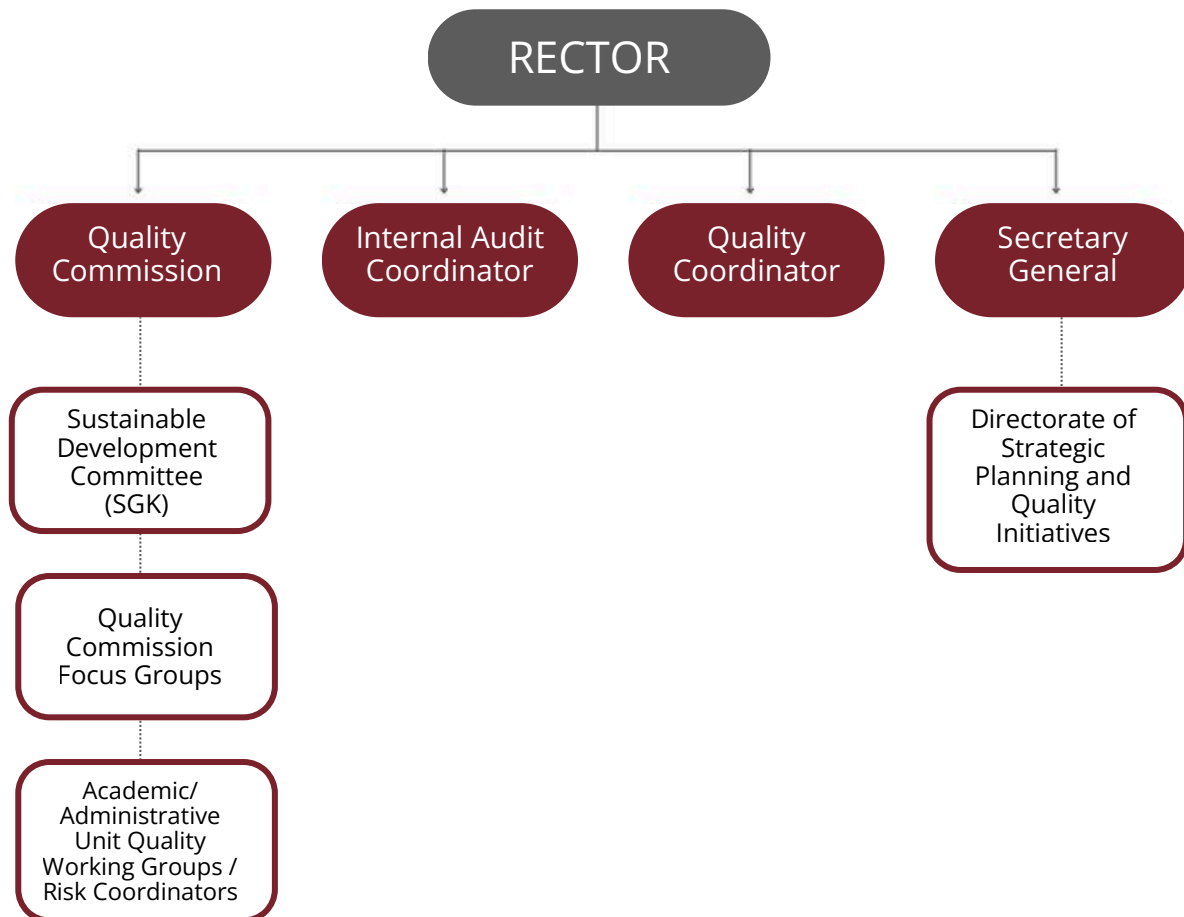 RECTOR
Quality
Commission
Internal Audit
Coordinator
Quality
Coordinator
Secretary
General
Sustainable
Development
Committee
(SGK)
Directorate of
Strategic
Planning and
Quality
Initiatives
Quality
Commission
Focus Groups
Academic/
Administrative
Unit Quality
Working Groups /
Risk Coordinators